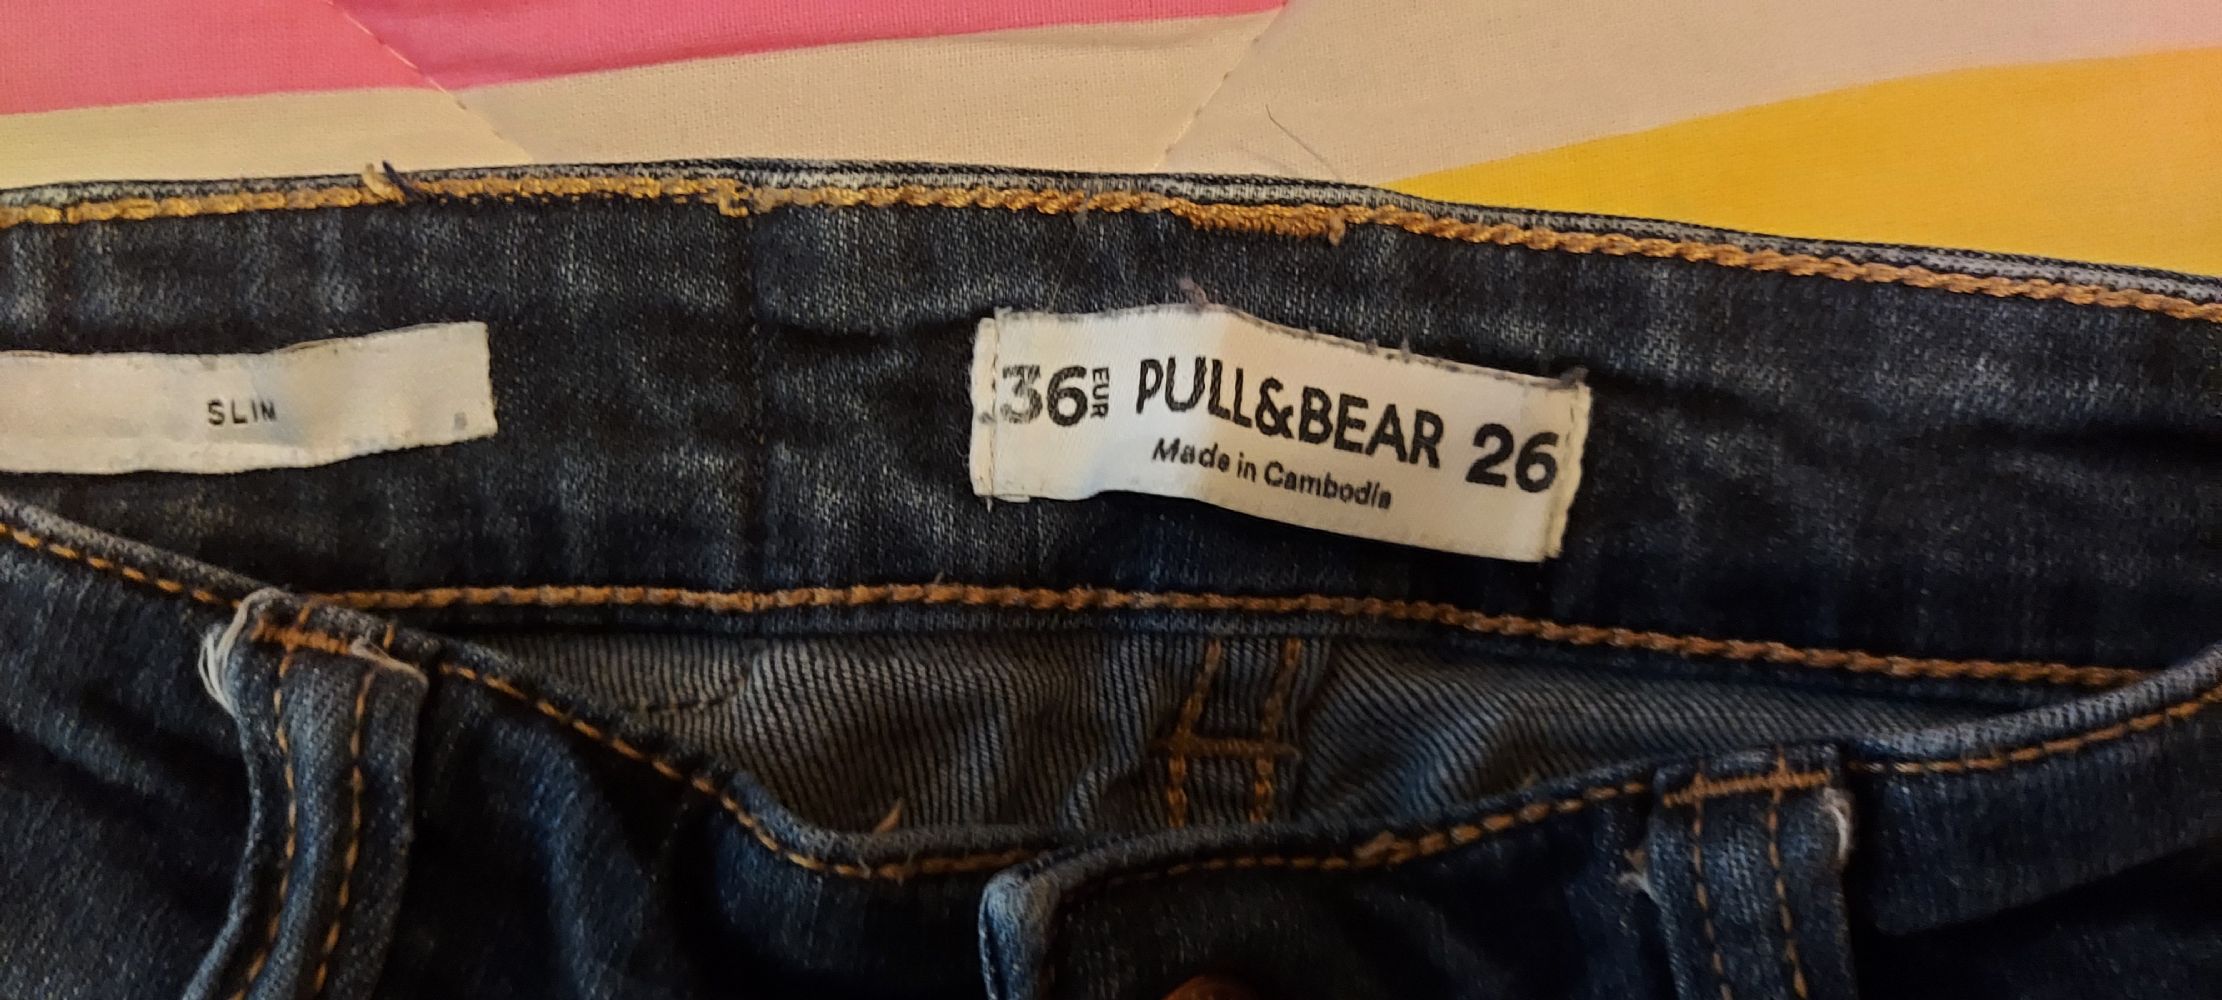 SLIM
36 EUR PULL&BEAR 26
Made in Cambodia